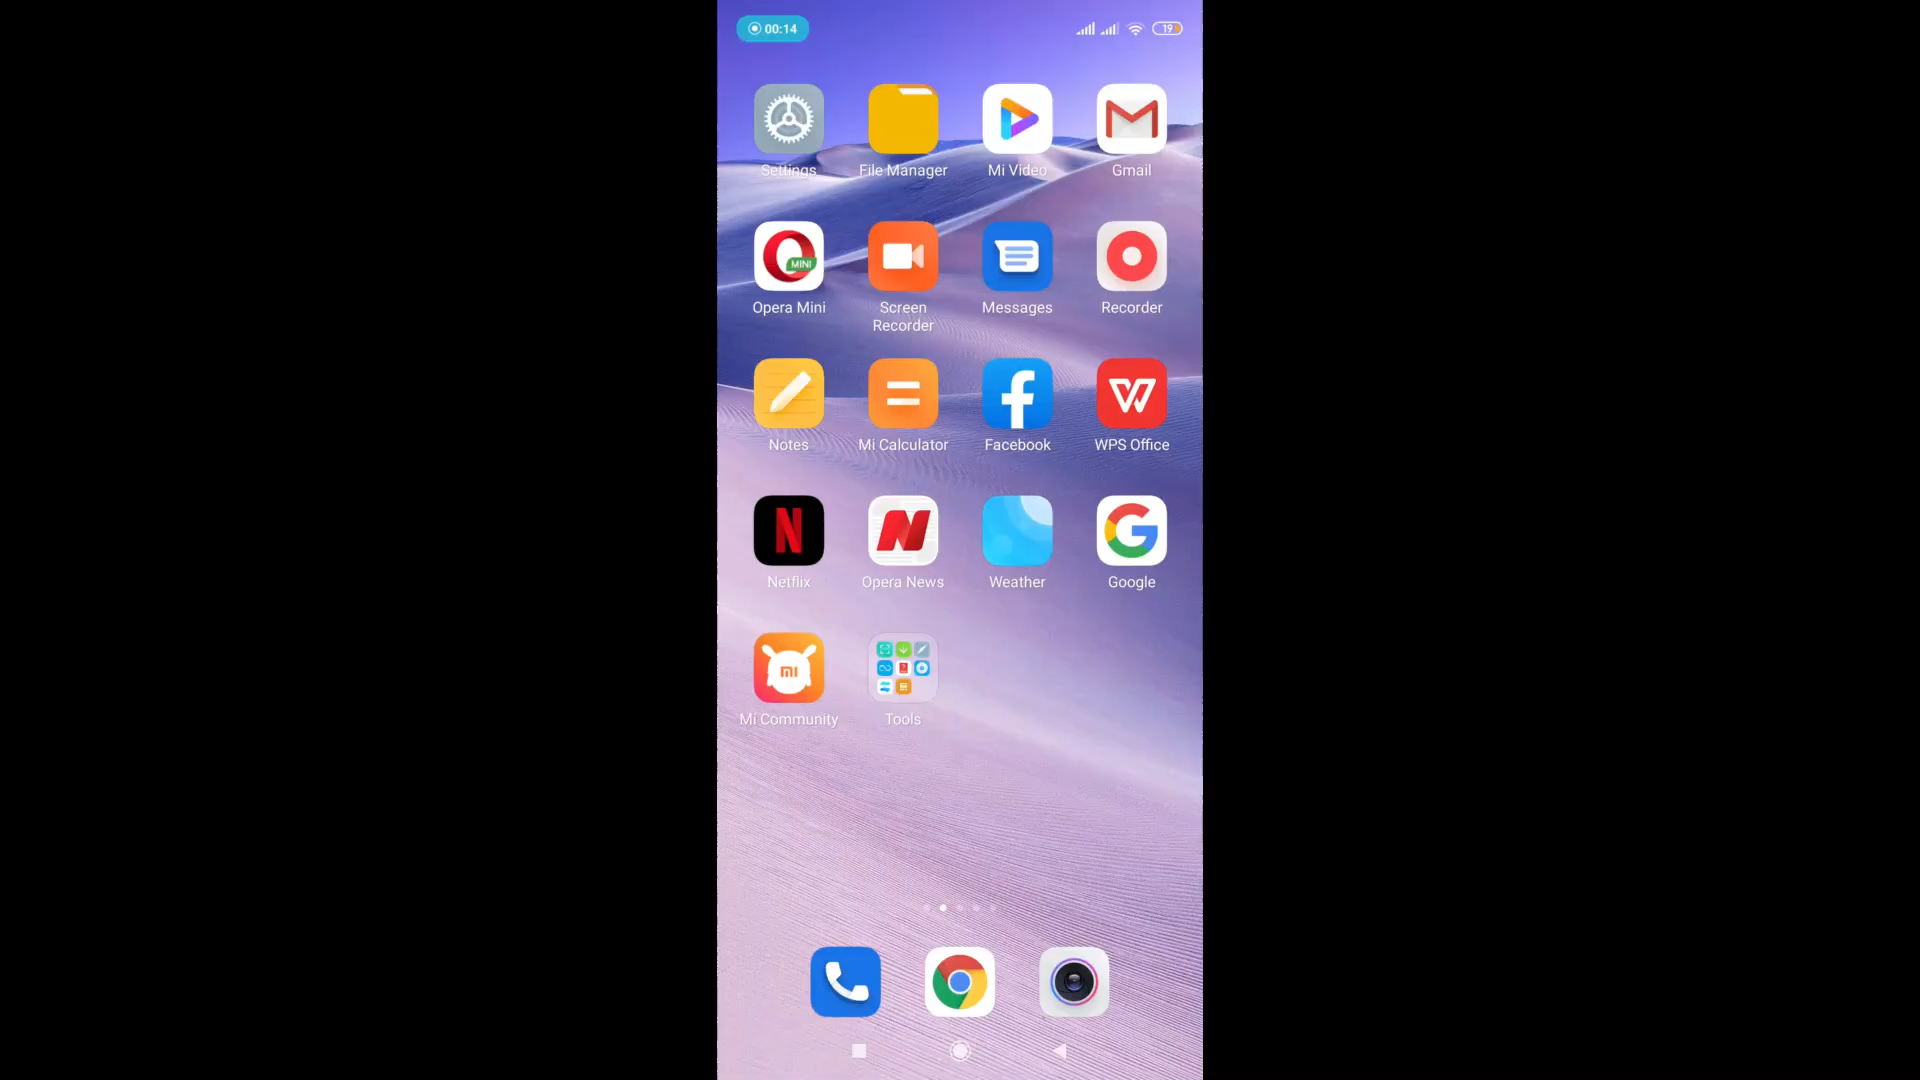 00:14
19
Settings
File Manager
Mi Video
Gmail
MINI
Opera Mini
Screen
Recorder
Messages
Recorder
Notes
Mi Calculator
Facebook
WPS Office
Netflix
Opera News
Weather
Google
mi
Mi Community
Tools